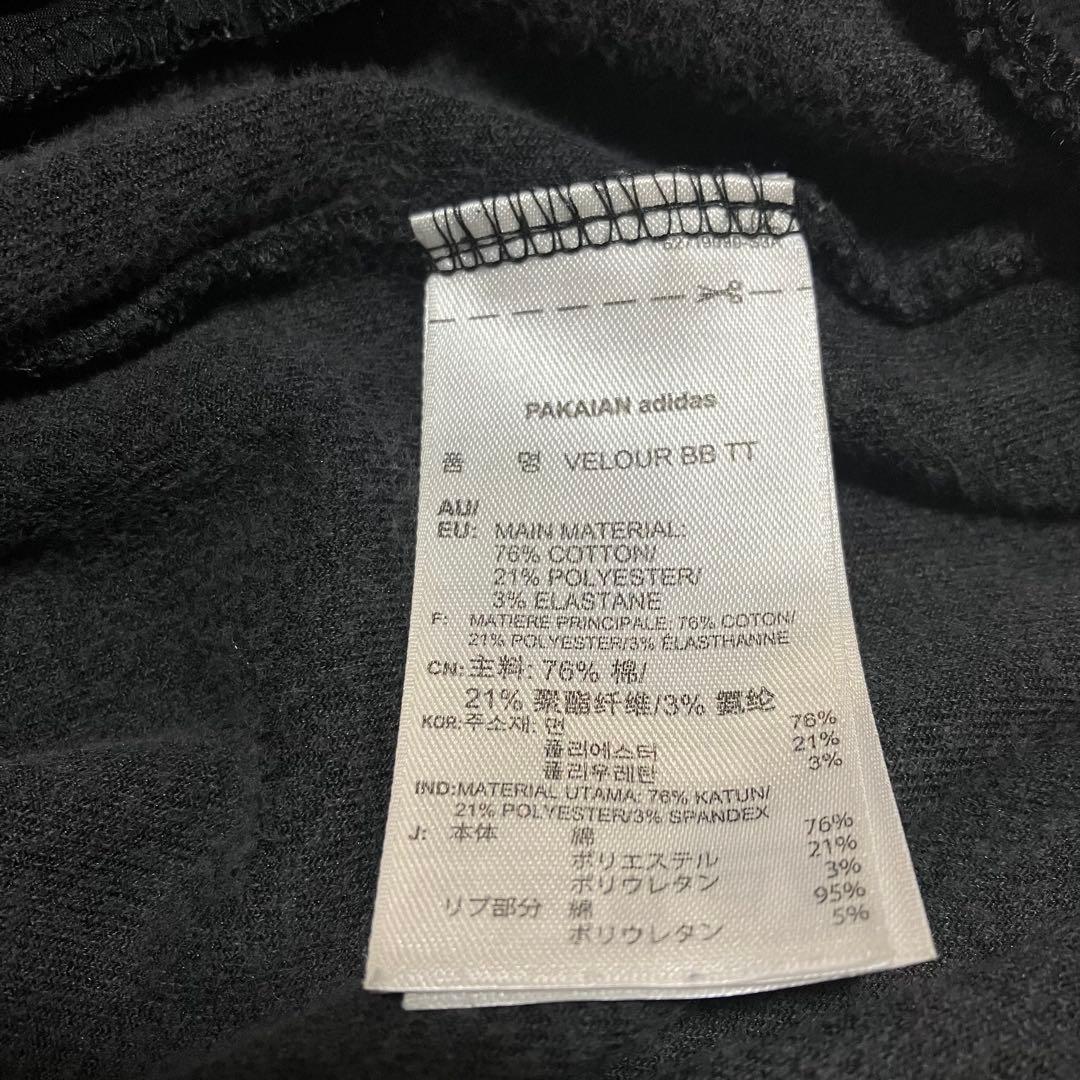 PAKAIAN adidas
품 명 VELOUR BB TT
AU/
EU: MAIN MATERIAL:
76% COTTON/
21% POLYESTER/
3% ELASTANE
F: MATIERE PRINCIPALE: 76% COTON/
21% POLYESTER/3% ELASTHANNE
CN: 主料: 76% 棉/
21% 聚酯纤维/3% 氨纶
KOR: 주소재: 면 76%
폴리에스터 21%
폴리우레탄 3%
IND: MATERIAL UTAMA: 76% KATUN/
21% POLYESTER/3% SPANDEX
J: 本体 綿 76%
ポリエステル 21%
ポリウレタン 3%
リブ部分 綿 95%
ポリウレタン 5%